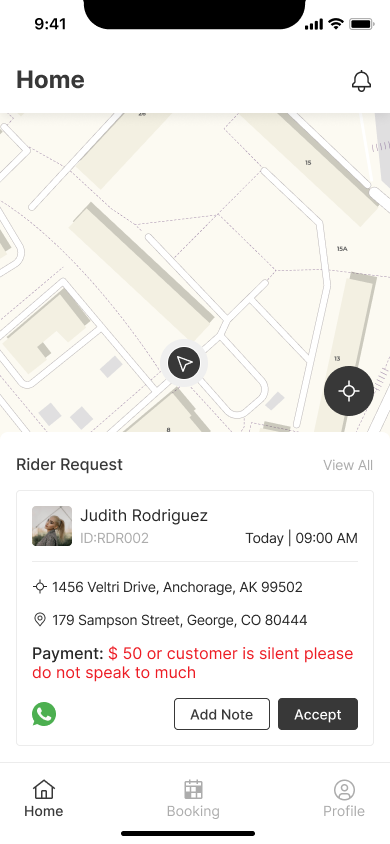 9:41
Home
26
15
15A
13
8
Rider Request
View All
Judith Rodriguez
ID:RDR002
Today | 09:00 AM
1456 Veltri Drive, Anchorage, AK 99502
179 Sampson Street, George, CO 80444
Payment: $ 50 or customer is silent please
do not speak to much
Add Note
Accept
Home
Booking
Profile